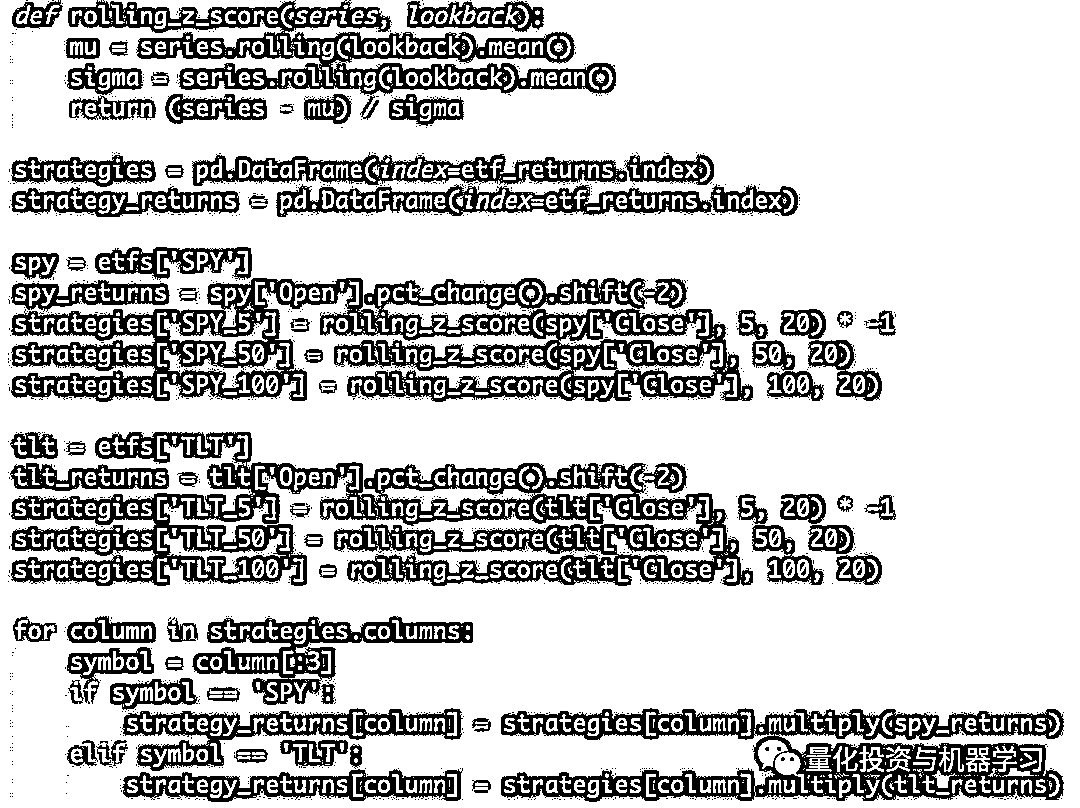 def rolling_z_score(series, lookback):
    mu = series.rolling(lookback).mean()
    sigma = series.rolling(lookback).mean()
    return (series - mu) / sigma

strategies = pd.DataFrame(index=etf_returns.index)
strategy_returns = pd.DataFrame(index=etf_returns.index)

spy = etfs['SPY']
spy_returns = spy['Open'].pct_change().shift(-2)
strategies['SPY_5'] = rolling_z_score(spy['Close'], 5, 20) * -1
strategies['SPY_50'] = rolling_z_score(spy['Close'], 50, 20)
strategies['SPY_100'] = rolling_z_score(spy['Close'], 100, 20)

tlt = etfs['TLT']
tlt_returns = tlt['Open'].pct_change().shift(-2)
strategies['TLT_5'] = rolling_z_score(tlt['Close'], 5, 20) * -1
strategies['TLT_50'] = rolling_z_score(tlt['Close'], 50, 20)
strategies['TLT_100'] = rolling_z_score(tlt['Close'], 100, 20)

for column in strategies.columns:
    symbol = column[:3]
    if symbol == 'SPY':
        strategy_returns[column] = strategies[column].multiply(spy_returns)
    elif symbol == 'TLT':
量化投资与机器学习
        strategy_returns[column] = strategies[column].multiply(tlt_returns)